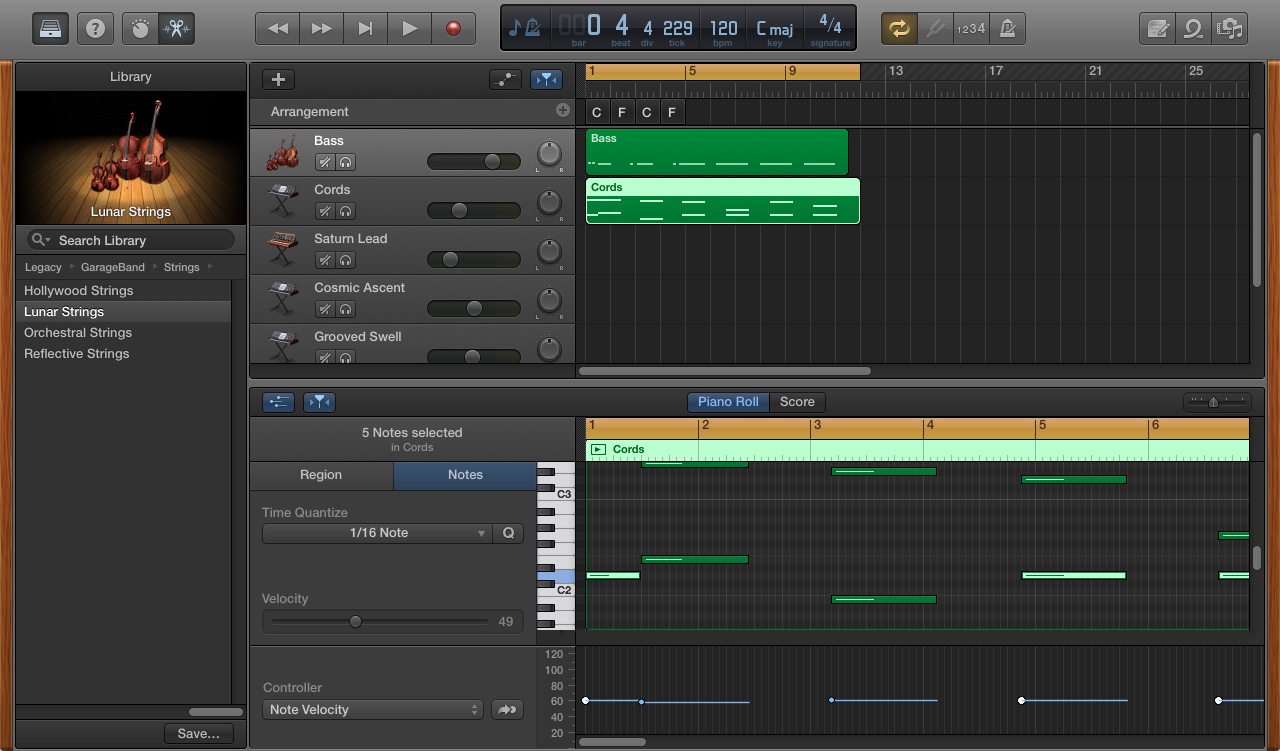 1234
0 4 4 229 120 C maj 4/4
bar beat div tick bpm key signature
Library
Lunar Strings
Search Library
Legacy GarageBand Strings
Hollywood Strings
Lunar Strings
Orchestral Strings
Reflective Strings
Save...
1 5 9 13 17 21 25
Arrangement
C F C F
Bass
L R
Bass
Cords
L R
Cords
Saturn Lead
L R
Cosmic Ascent
L R
Grooved Swell
Piano Roll Score
5 Notes selected
in Cords
1 2 3 4 5 6
Cords
Region Notes
C3
Time Quantize
1/16 Note Q
C2
Velocity
49
120
100
80
60
40
20
Controller
Note Velocity